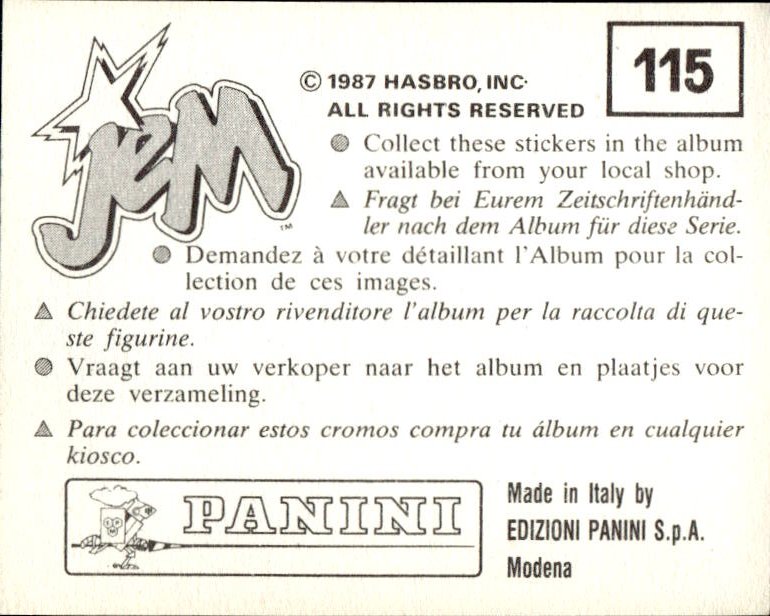 jem
TM
© 1987 HASBRO, INC.
ALL RIGHTS RESERVED
115
Collect these stickers in the album
available from your local shop.
Fragt bei Eurem Zeitschriftenhänd-
ler nach dem Album für diese Serie.
Demandez à votre détaillant l'Album pour la col-
lection de ces images.
Chiedete al vostro rivenditore l'album per la raccolta di que-
ste figurine.
Vraagt aan uw verkoper naar het album en plaatjes voor
deze verzameling.
Para coleccionar estos cromos compra tu álbum en cualquier
kiosco.
PANINI
Made in Italy by
EDIZIONI PANINI S.p.A.
Modena